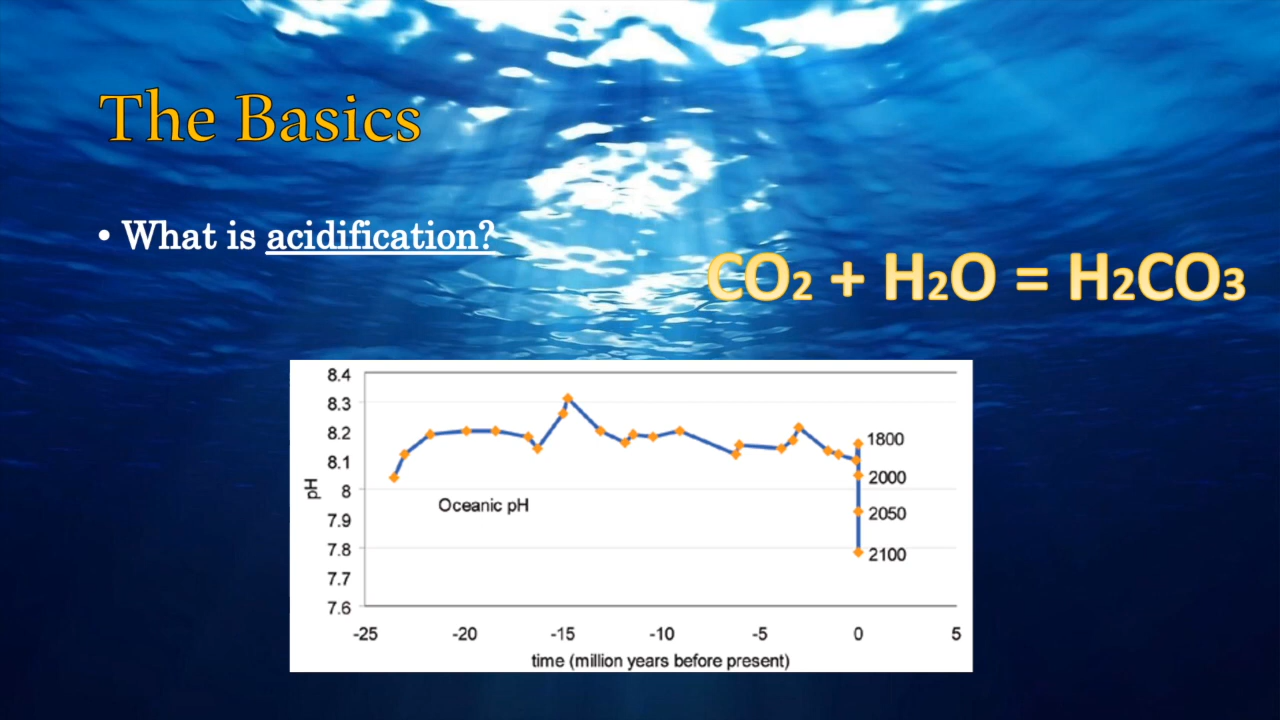 The Basics
• What is acidification?
CO₂ + H₂O = H₂CO₃
8.4
8.3
8.2
8.1
8
7.9
7.8
7.7
7.6
pH
Oceanic pH
1800
2000
2050
2100
-25 -20 -15 -10 -5 0 5
time (million years before present)